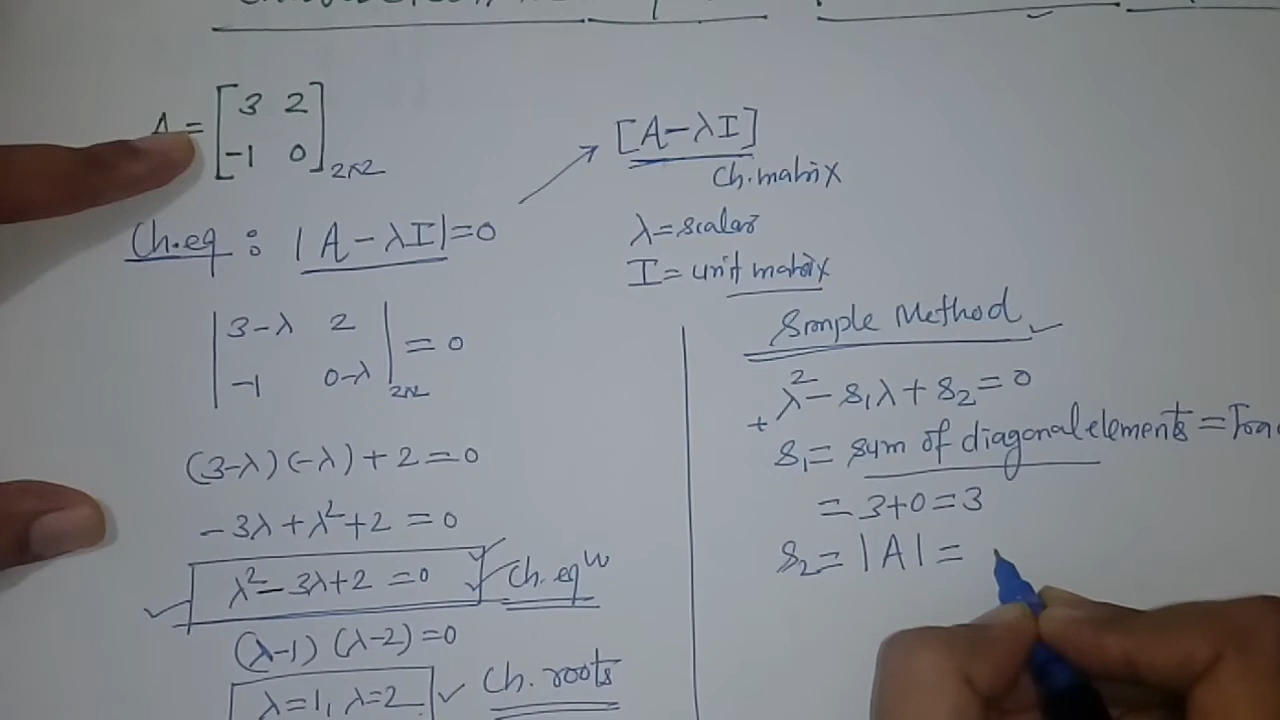 A = [3 2
-1 0] 2×2
[A-λI]
Ch.matrix
Ch.eq : |A-λI|=0
λ=scalar
I=unit matrix
|3-λ 2
-1 0-λ| 2×2 = 0
(3-λ)(-λ)+2=0
-3λ+λ²+2=0
λ²-3λ+2=0 Ch.eqⁿ
(λ-1)(λ-2)=0
λ=1, λ=2 Ch. roots
Simple Method
λ²-S₁λ+S₂=0
+
S₁= sum of diagonal elements =
= 3+0=3
S₂= |A| =